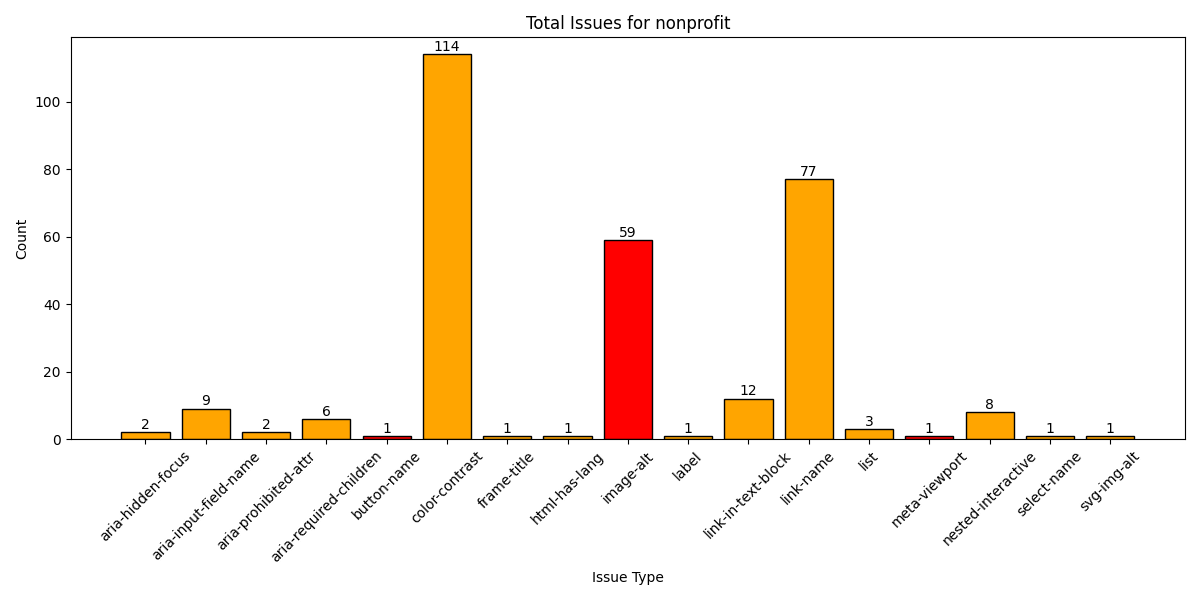 Total Issues for nonprofit
114
100
80
77
60
59
Count
40
20
12
9
8
6
3
2
2
1
1
1
1
1
1
1
0
aria-hidden-focus
aria-input-field-name
aria-prohibited-attr
aria-required-children
button-name
color-contrast
frame-title
html-has-lang
image-alt
label
link-in-text-block
link-name
list
meta-viewport
nested-interactive
select-name
svg-img-alt
Issue Type